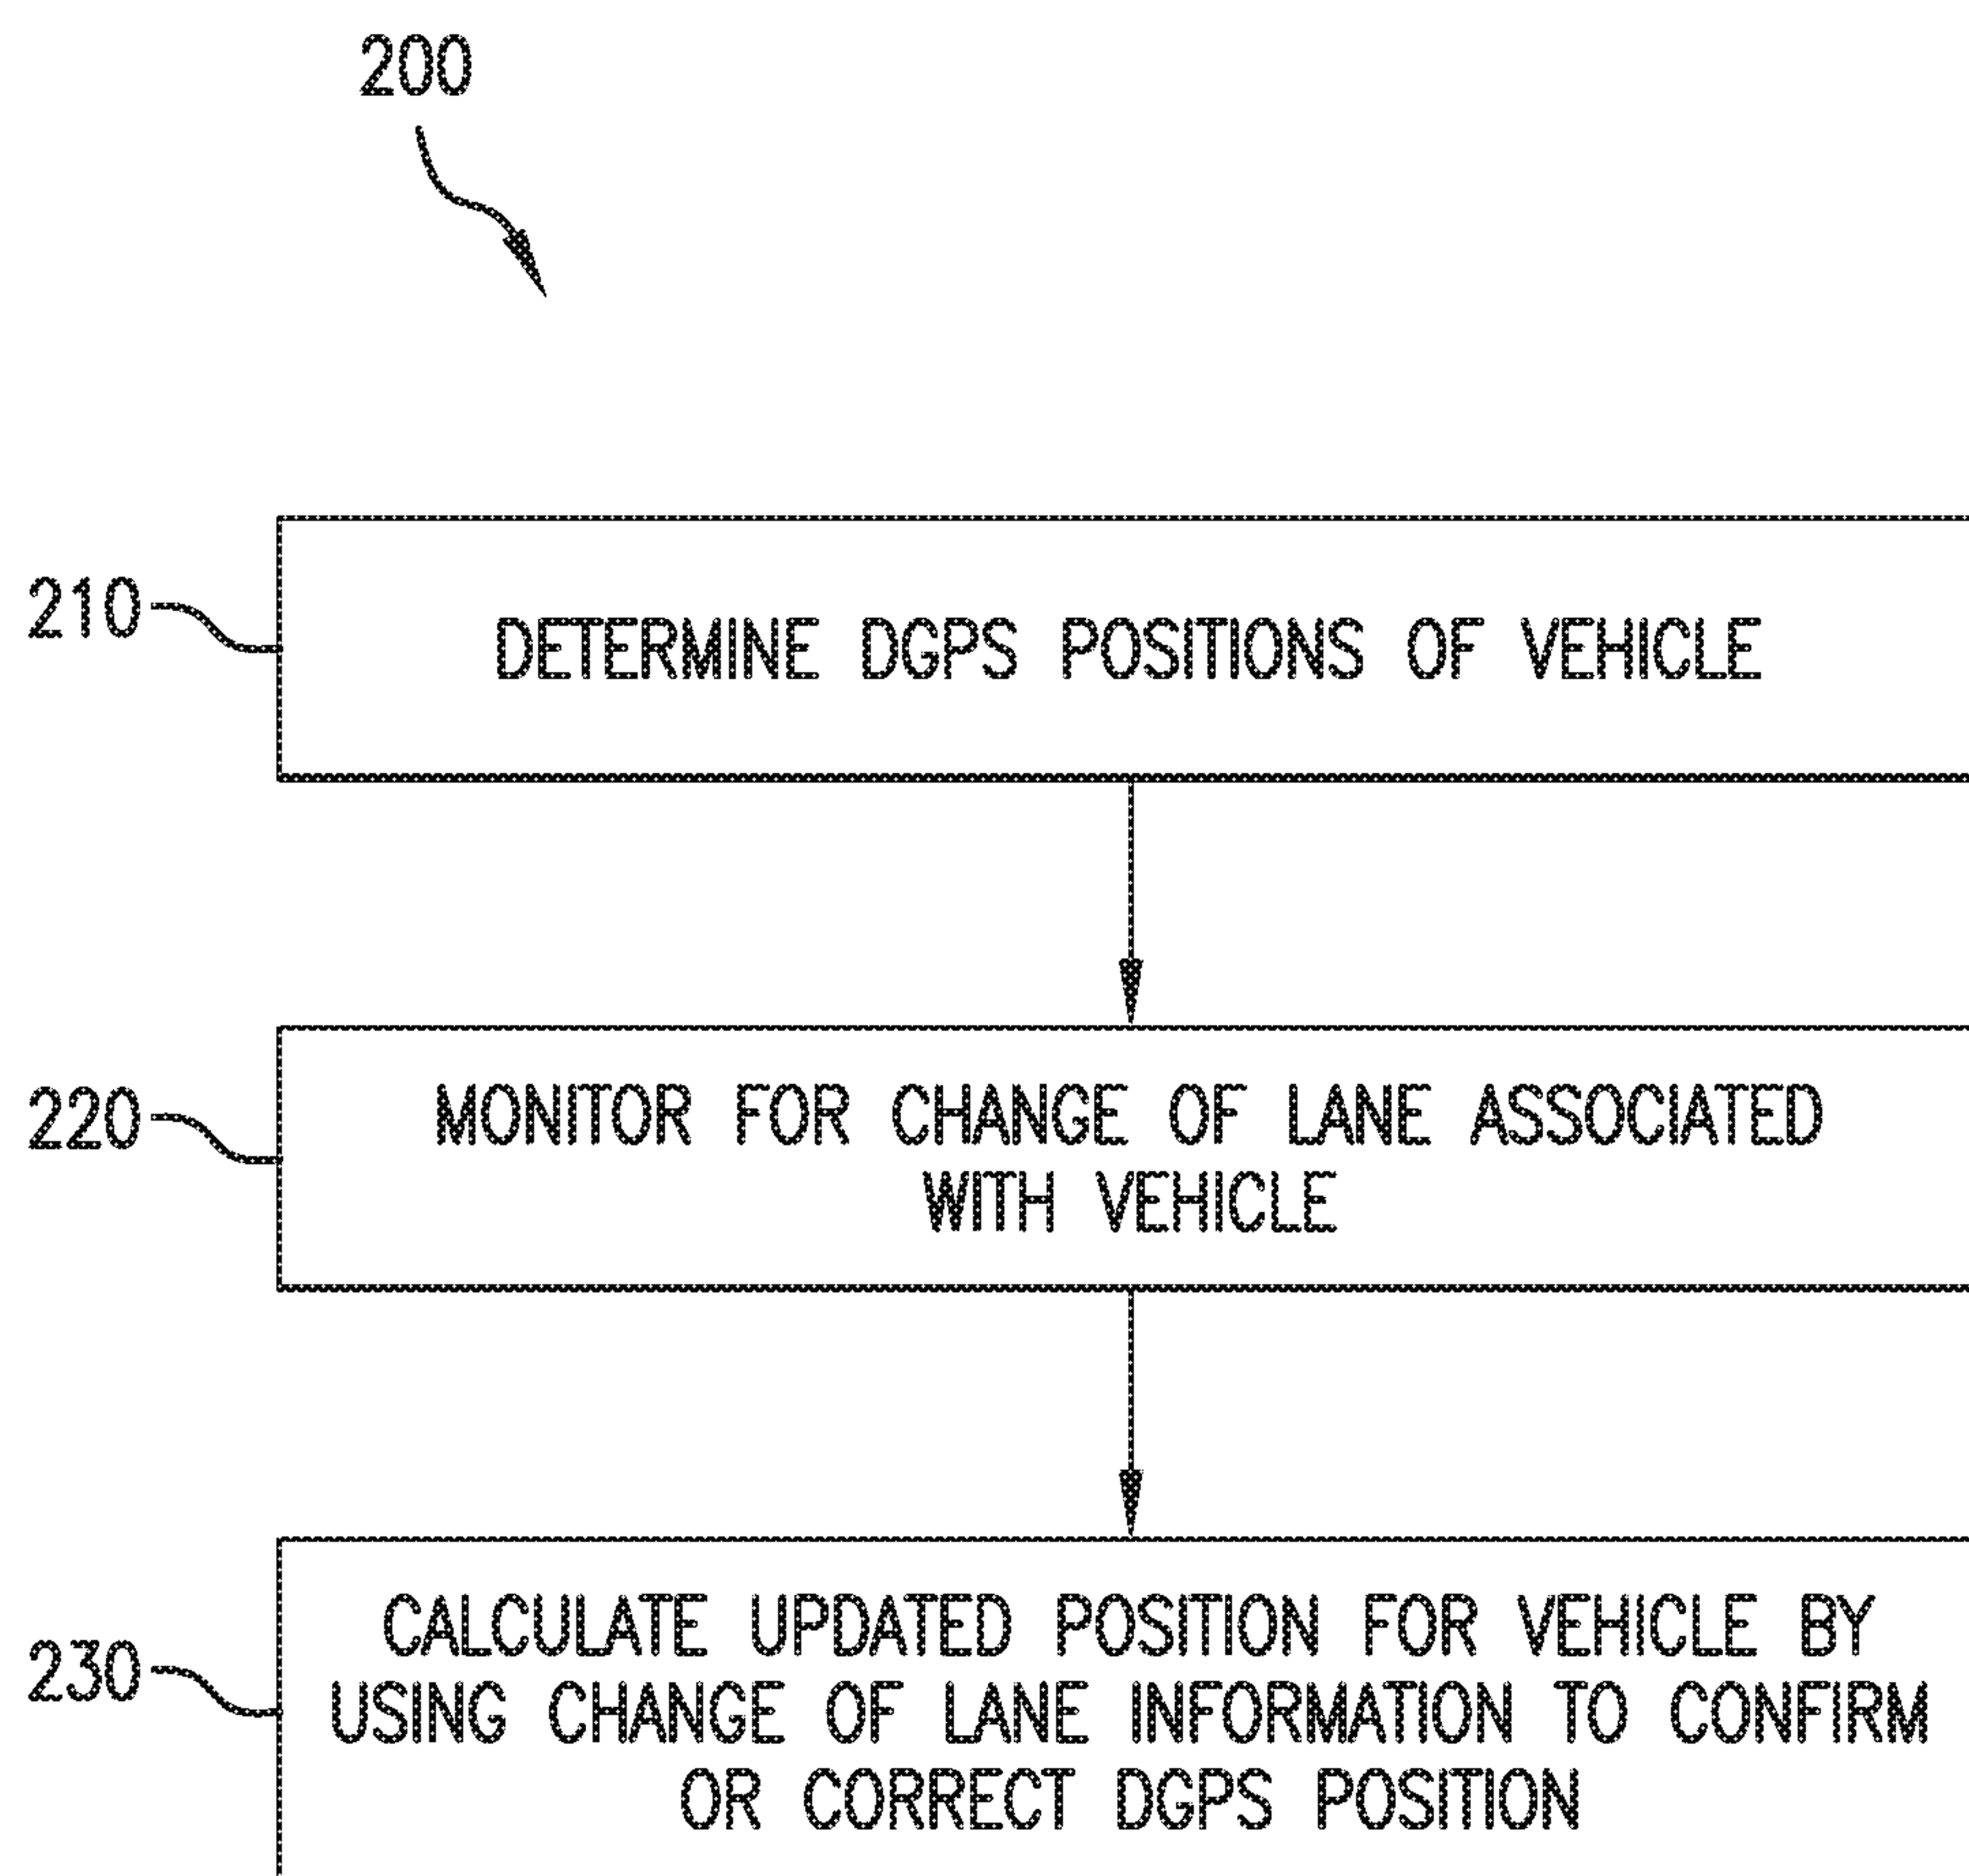 200
210
DETERMINE DGPS POSITIONS OF VEHICLE
220
MONITOR FOR CHANGE OF LANE ASSOCIATED
WITH VEHICLE
230
CALCULATE UPDATED POSITION FOR VEHICLE BY
USING CHANGE OF LANE INFORMATION TO CONFIRM
OR CORRECT DGPS POSITION